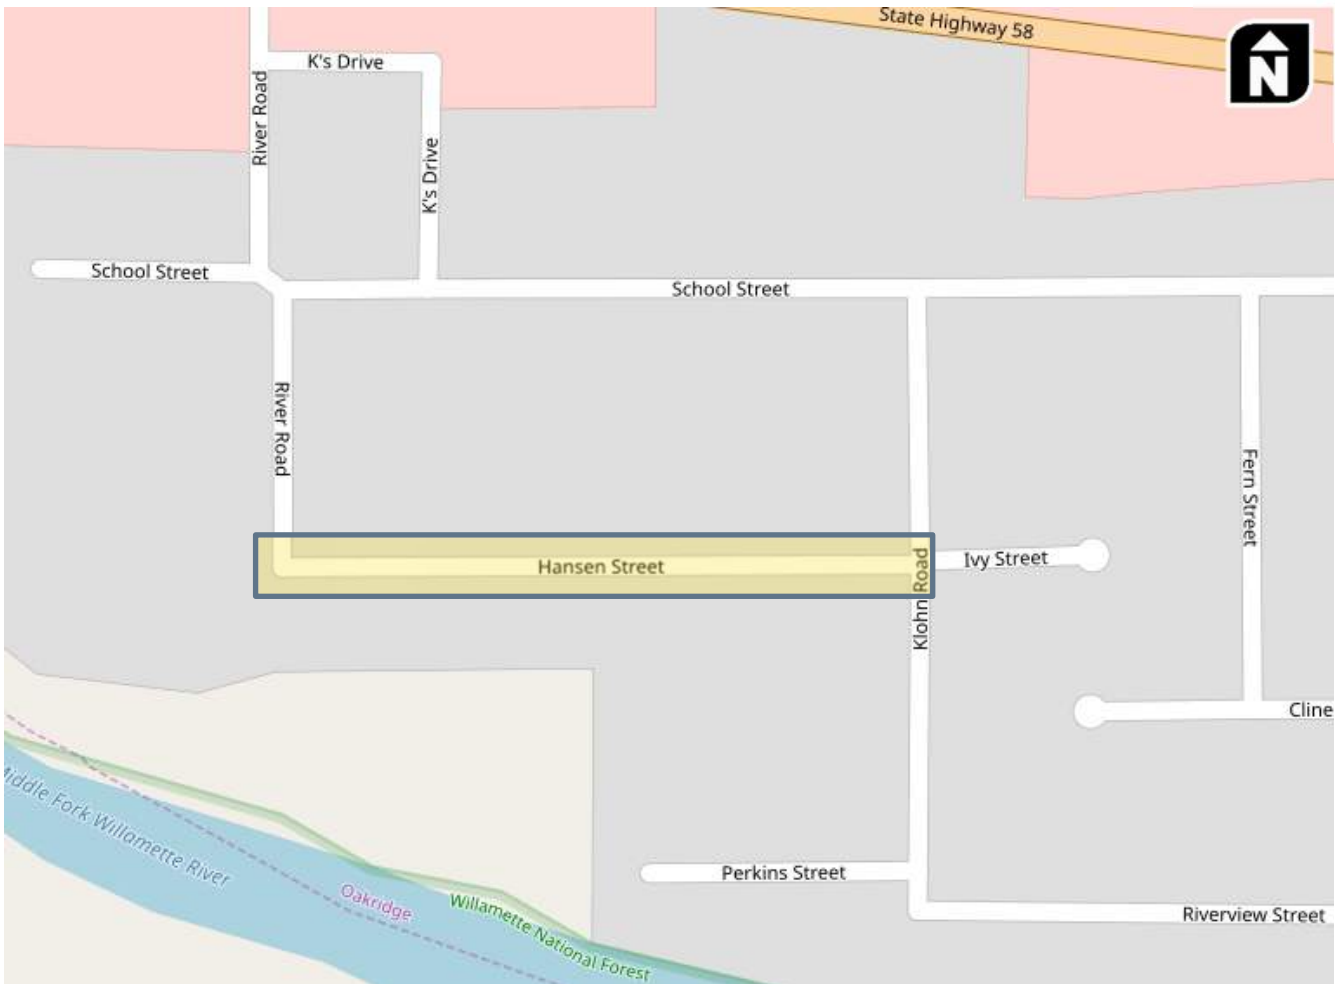 State Highway 58
N
K's Drive
River Road
K's Drive
School Street
School Street
River Road
Fern Street
Hansen Street
Ivy Street
Klohn Road
Cline
Middle Fork Willamette River
Perkins Street
Oakridge
Willamette National Forest
Riverview Street